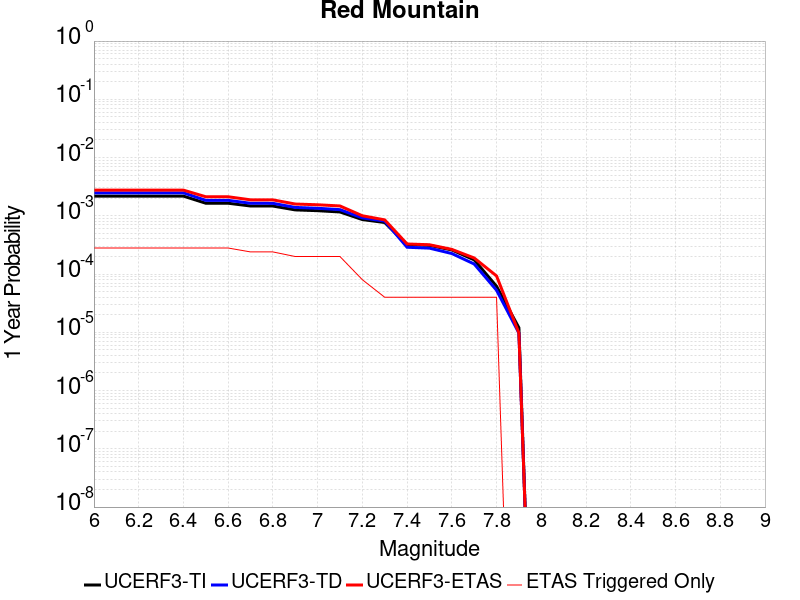 Red Mountain
10^0
10^-1
10^-2
10^-3
10^-4
10^-5
10^-6
10^-7
10^-8
1 Year Probability
6 6.2 6.4 6.6 6.8 7 7.2 7.4 7.6 7.8 8 8.2 8.4 8.6 8.8 9
Magnitude
UCERF3-TI UCERF3-TD UCERF3-ETAS ETAS Triggered Only